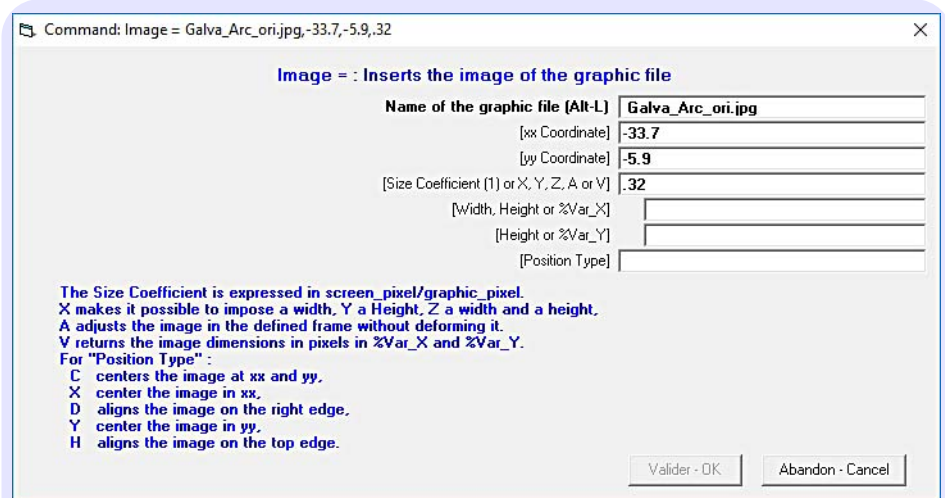 Command: Image = Galva_Arc_ori.jpg,-33.7,-5.9,.32
Image = : Inserts the image of the graphic file
Name of the graphic file (Alt-L) Galva_Arc_ori.jpg
[xx Coordinate] -33.7
[yy Coordinate] -5.9
[Size Coefficient (1) or X, Y, Z, A or V] .32
[Width, Height or %Var_X]
[Height or %Var_Y]
[Position Type]
The Size Coefficient is expressed in screen_pixel/graphic_pixel.
X makes it possible to impose a width, Y a Height, Z a width and a height,
A adjusts the image in the defined frame without deforming it.
V returns the image dimensions in pixels in %Var_X and %Var_Y.
For "Position Type" :
C centers the image at xx and yy,
X center the image in xx,
D aligns the image on the right edge,
Y center the image in yy,
H aligns the image on the top edge.
Valider - OK Abandon - Cancel